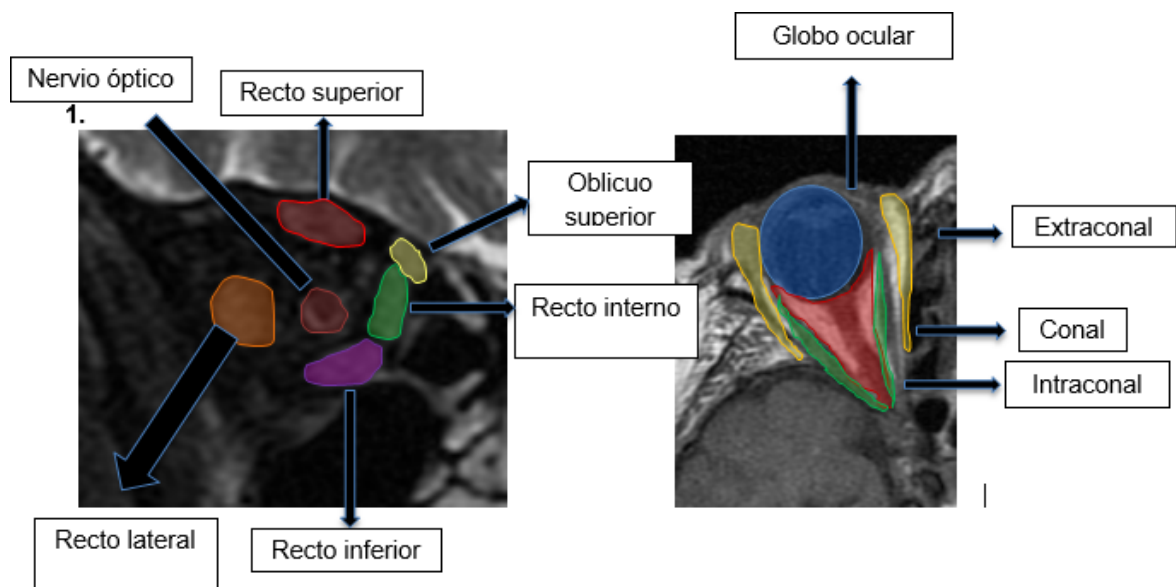 Globo ocular
Nervio óptico
Recto superior
1.
Oblicuo
superior
Extraconal
Recto interno
Conal
Intraconal
Recto lateral
Recto inferior